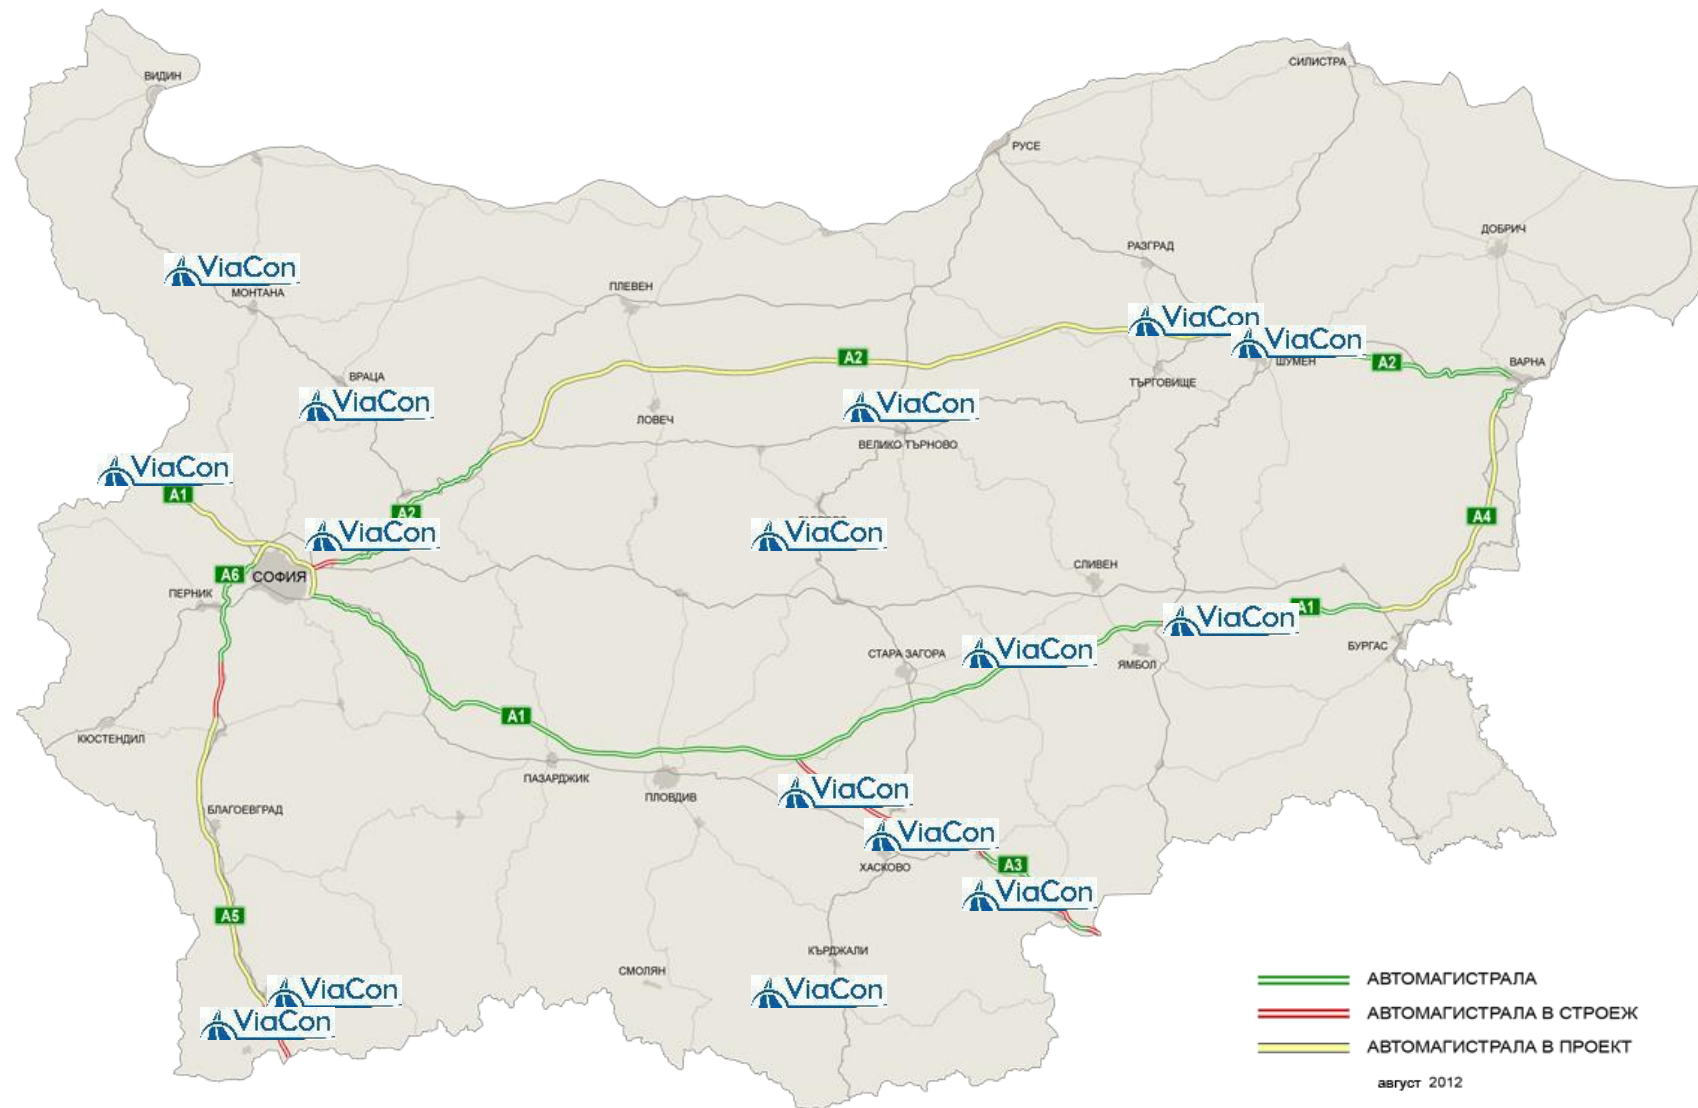 ВИДИН
СИЛИСТРА
РУСЕ
ДОБРИЧ
РАЗГРАД
ViaCon
МОНТАНА
ПЛЕВЕН
ViaCon
ViaCon
A2
A2
ШУМЕН
ВАРНА
ТЪРГОВИЩЕ
ВРАЦА
ViaCon
ЛОВЕЧ
ViaCon
ВЕЛИКО ТЪРНОВО
ViaCon
A1
A2
A4
ViaCon
ViaCon
A6
СОФИЯ
ПЕРНИК
СЛИВЕН
A1
ViaCon
БУРГАС
СТАРА ЗАГОРА
ViaCon
ЯМБОЛ
A1
КЮСТЕНДИЛ
ПАЗАРДЖИК
ПЛОВДИВ
ViaCon
БЛАГОЕВГРАД
ViaCon
ХАСКОВО
A3
ViaCon
A5
КЪРДЖАЛИ
СМОЛЯН
ViaCon
ViaCon
ViaCon
АВТОМАГИСТРАЛА
АВТОМАГИСТРАЛА В СТРОЕЖ
АВТОМАГИСТРАЛА В ПРОЕКТ
август 2012